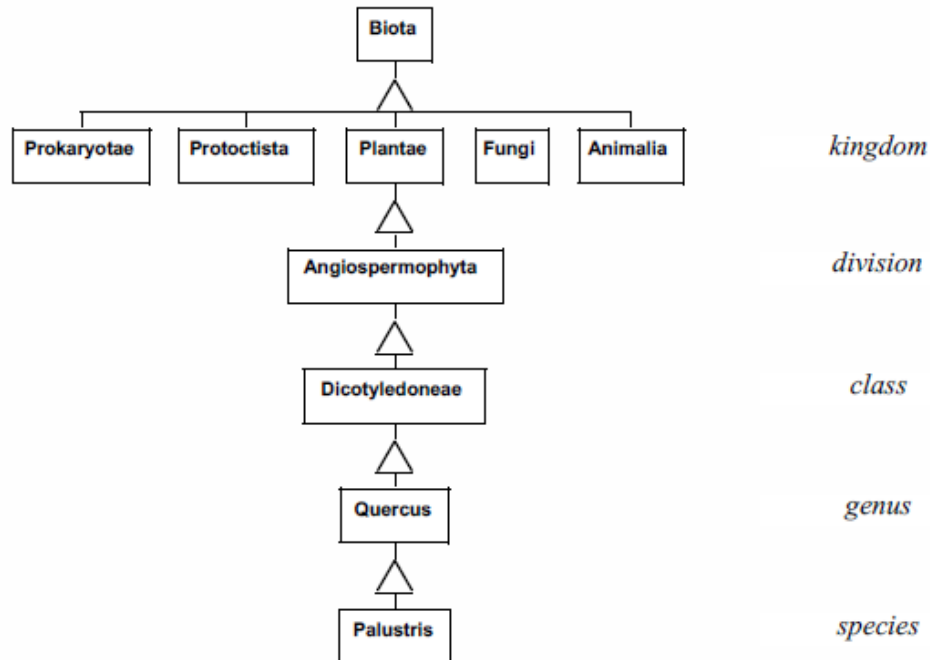 Biota
Prokaryotae Protoctista Plantae Fungi Animalia kingdom
Angiospermophyta division
Dicotyledoneae class
Quercus genus
Palustris species